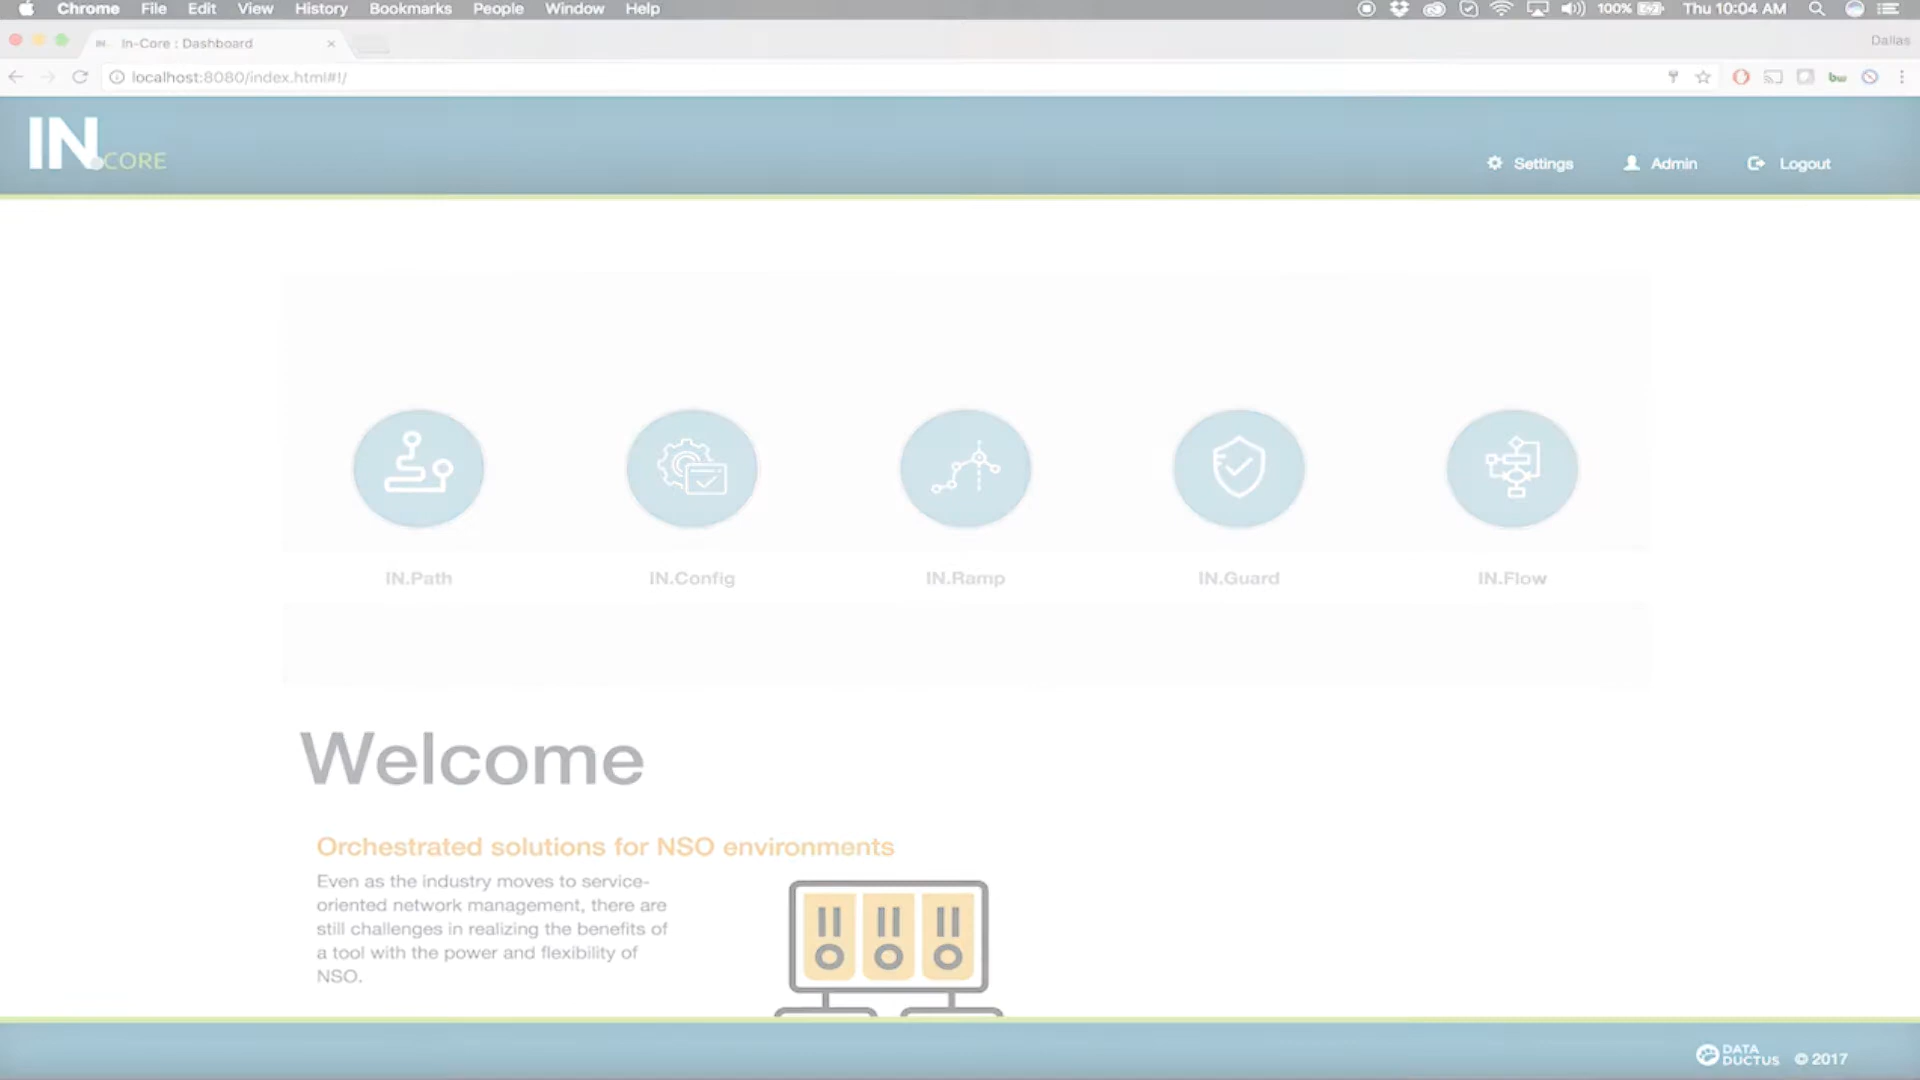 Chrome File Edit View History Bookmarks People Window Help 100% Thu 10:04 AM
IN. In-Core : Dashboard × Dallas
localhost:8080/index.html#!/ bw
IN.CORE
Settings Admin Logout
IN.Path IN.Config IN.Ramp IN.Guard IN.Flow
Welcome
Orchestrated solutions for NSO environments
Even as the industry moves to service-
oriented network management, there are
still challenges in realizing the benefits of
a tool with the power and flexibility of
NSO.
DATA
DUCTUS © 2017